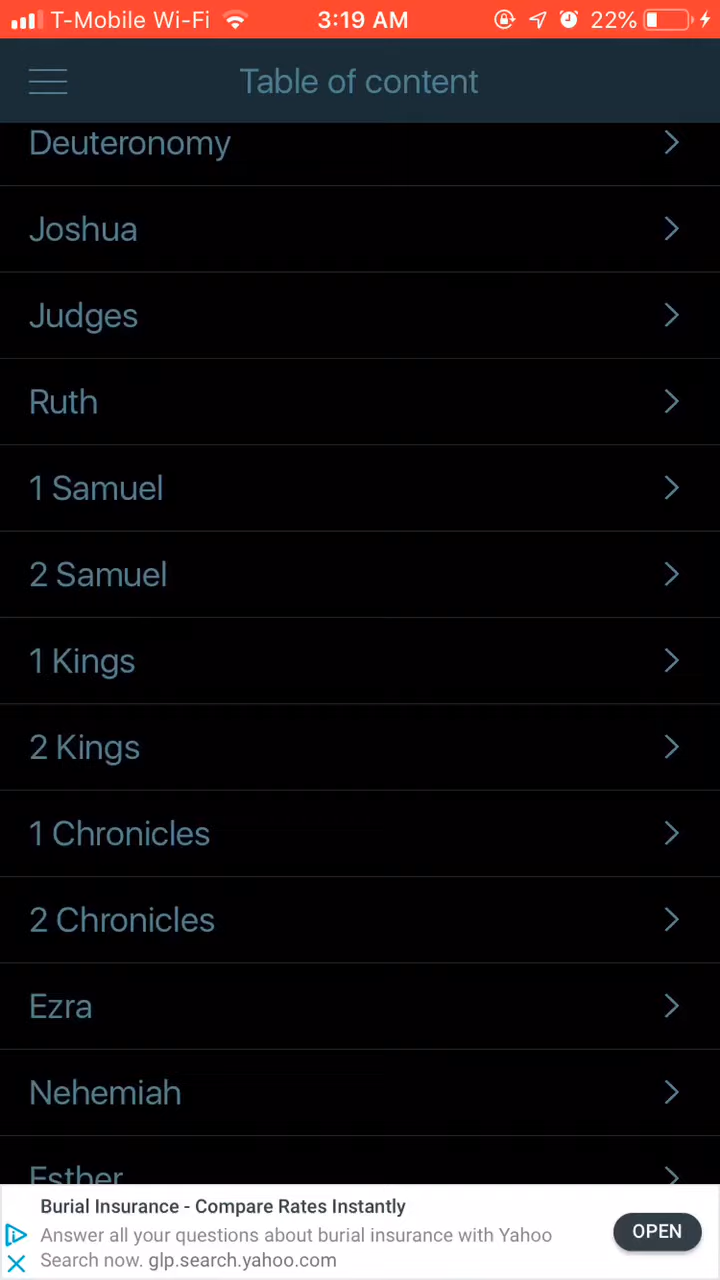 T-Mobile Wi-Fi 3:19 AM 22%
Table of content
Deuteronomy
Joshua
Judges
Ruth
1 Samuel
2 Samuel
1 Kings
2 Kings
1 Chronicles
2 Chronicles
Ezra
Nehemiah
Esther
Burial Insurance - Compare Rates Instantly
Answer all your questions about burial insurance with Yahoo
Search now. glp.search.yahoo.com
OPEN